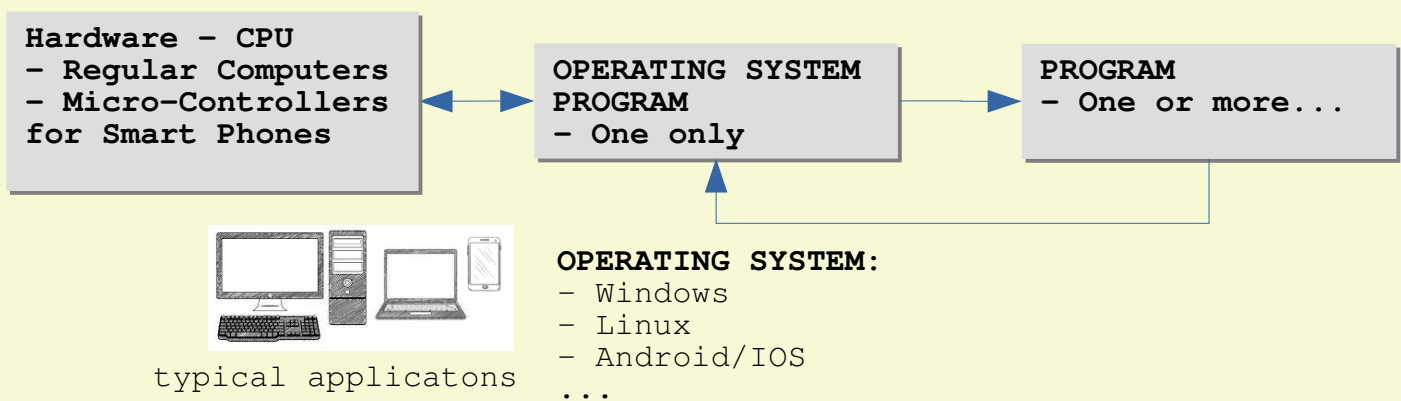 Hardware – CPU
– Regular Computers
– Micro-Controllers
for Smart Phones
OPERATING SYSTEM
PROGRAM
– One only
PROGRAM
– One or more...
typical applicatons
OPERATING SYSTEM:
– Windows
– Linux
– Android/IOS
...